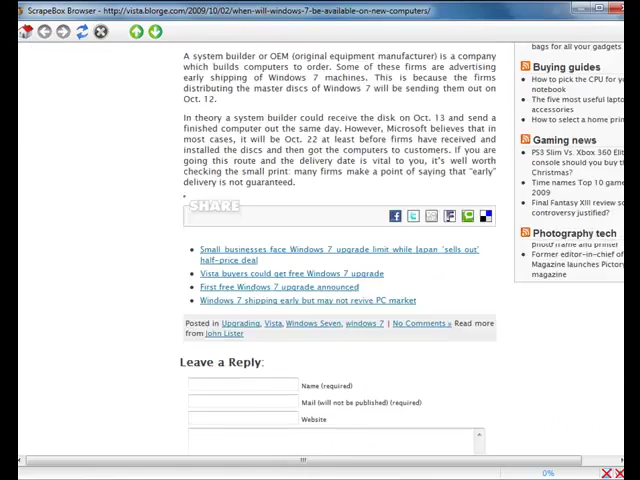 ScrapeBox Browser - http://vista.blorge.com/2009/10/02/when-will-windows-7-be-available-on-new-computers/
A system builder or OEM (original equipment manufacturer) is a company
which builds computers to order. Some of these firms are advertising
early shipping of Windows 7 machines. This is because the firms
distributing the master discs of Windows 7 will be sending them out on
Oct. 12.
In theory a system builder could receive the disk on Oct. 13 and send a
finished computer out the same day. However, Microsoft believes that in
most cases, it will be Oct. 22 at least before firms have received and
installed the discs and then got the computers to customers. If you are
going this route and the delivery date is vital to you, it's well worth
checking the small print: many firms make a point of saying that "early"
delivery is not guaranteed.
SHARE
Small businesses face Windows 7 upgrade limit while Japan 'sells out'
half-price deal
Vista buyers could get free Windows 7 upgrade
First free Windows 7 upgrade announced
Windows 7 shipping early but may not revive PC market
Posted in Upgrading, Vista, Windows Seven, windows 7 | No Comments » Read more
from John Lister
Leave a Reply:
Name (required)
Mail (will not be published) (required)
Website
bags for all your gadgets
Buying guides
How to pick the CPU for y
notebook
The five most useful lapto
accessories
How to select a home prin
Gaming news
PS3 Slim Vs. Xbox 360 Elit
console should you buy th
Christmas?
Time names Top 10 game
2009
Final Fantasy XIII review sc
controversy justified?
Photography tech
photo frame and printer
Former editor-in-chief of
Magazine launches Pictory
magazine
0%